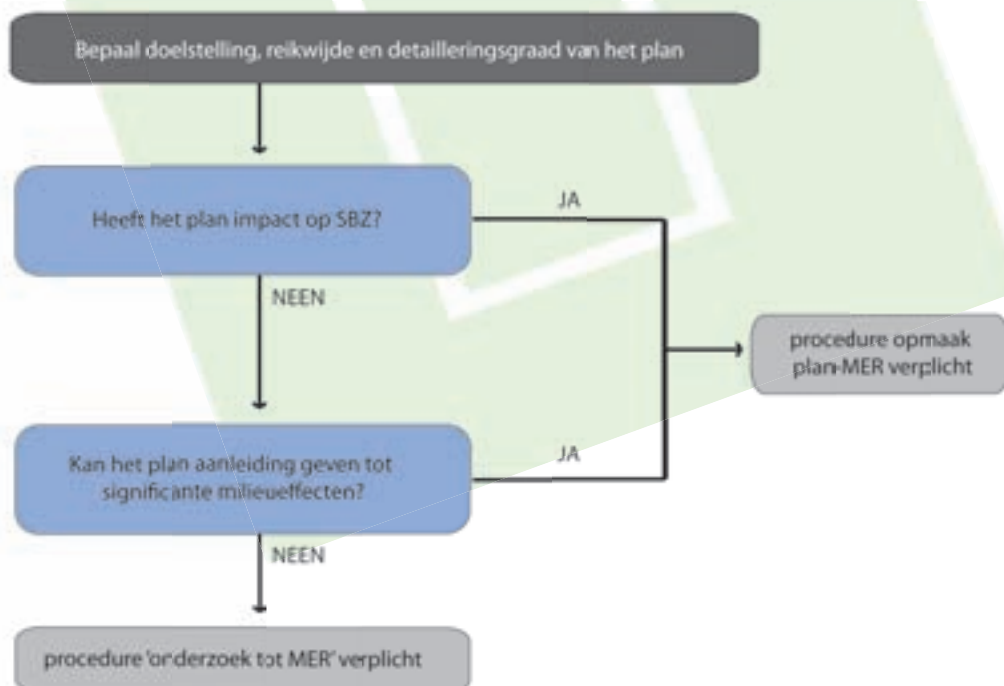 Bepaal doelstelling, reikwijde en detailleringsgraad van het plan
Heeft het plan impact op SBZ?
JA
NEEN
procedure opmaak
plan-MER verplicht
Kan het plan aanleiding geven tot
significante milieueffecten?
JA
NEEN
procedure 'onderzoek tot MER' verplicht